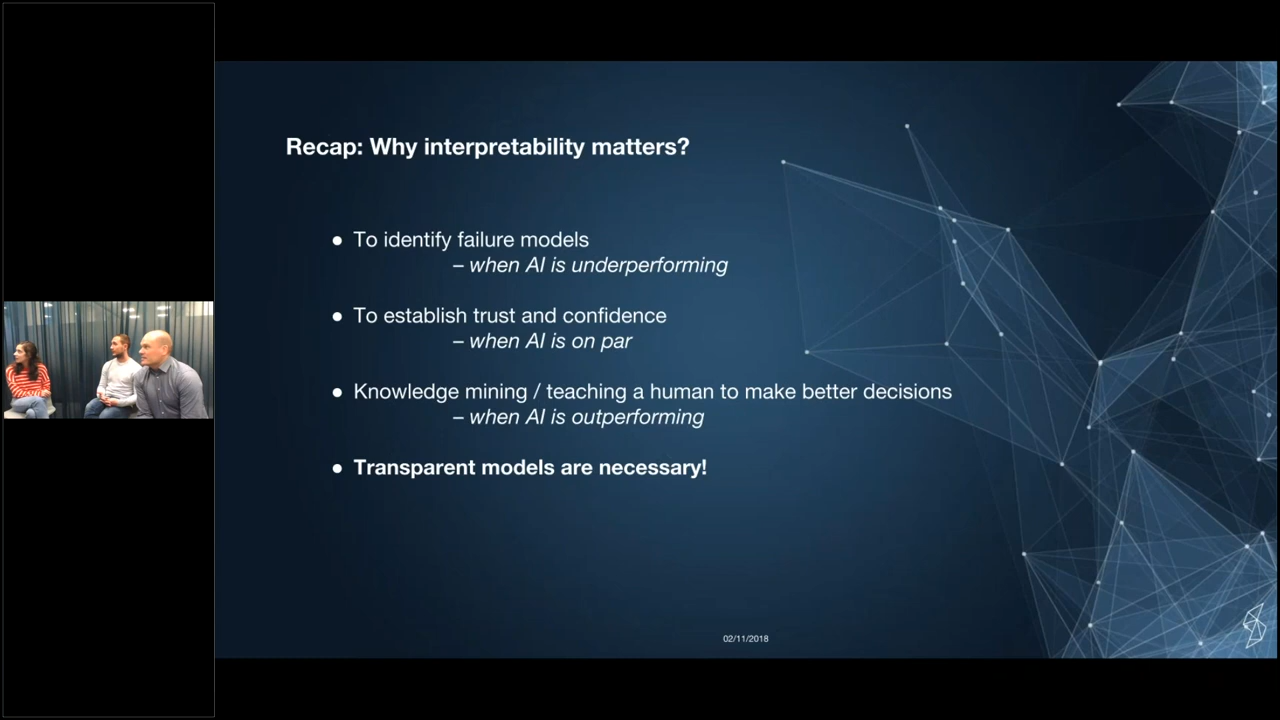 Recap: Why interpretability matters?
● To identify failure models
– when AI is underperforming
● To establish trust and confidence
– when AI is on par
● Knowledge mining / teaching a human to make better decisions
– when AI is outperforming
● Transparent models are necessary!
02/11/2018